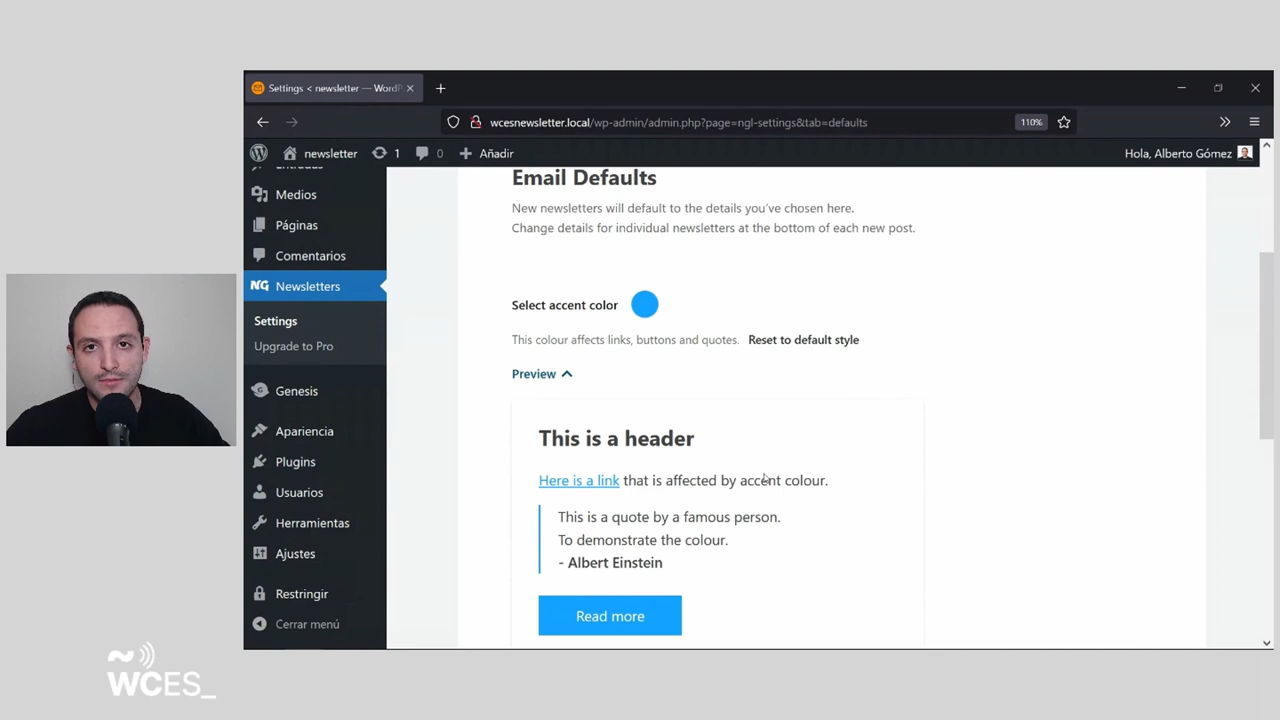 Settings < newsletter — WordP
wcesnewsletter.local/wp-admin/admin.php?page=ngl-settings&tab=defaults
110%
newsletter
1
0
Añadir
Hola, Alberto Gómez
Medios
Páginas
Comentarios
NG Newsletters
Settings
Upgrade to Pro
Genesis
Apariencia
Plugins
Usuarios
Herramientas
Ajustes
Restringir
Cerrar menú
Email Defaults
New newsletters will default to the details you've chosen here.
Change details for individual newsletters at the bottom of each new post.
Select accent color
This colour affects links, buttons and quotes. Reset to default style
Preview
This is a header
Here is a link that is affected by accent colour.
This is a quote by a famous person.
To demonstrate the colour.
- Albert Einstein
Read more
WCES_